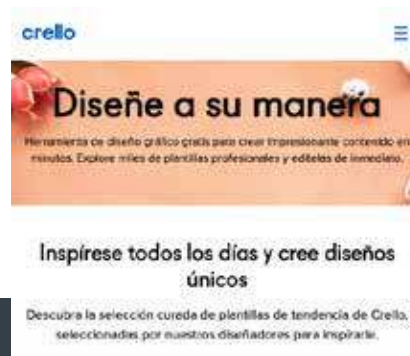 crello
Diseñe a su manera
Herramienta de diseño gráfico gratis para crear impresionante contenido en
minutos. Explore miles de plantillas profesionales y edítelas de inmediato.
Inspírese todos los días y cree diseños
únicos
Descubra la selección curada de plantillas de tendencia de Crello,
seleccionadas por nuestros diseñadores para inspirarle.